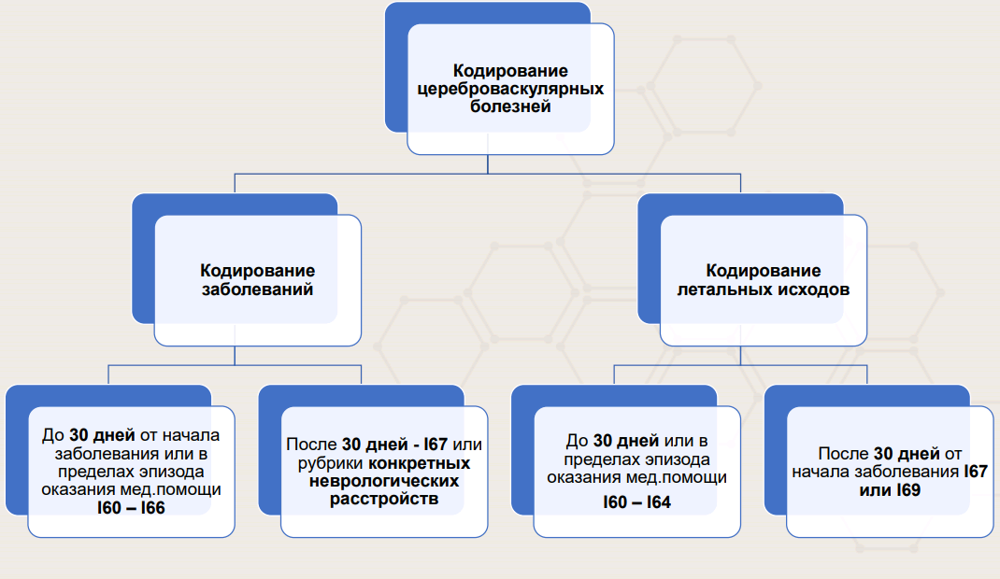 Кодирование
цереброваскулярных
болезней
Кодирование
заболеваний
Кодирование
летальных исходов
До 30 дней от начала
заболевания или в
пределах эпизода
оказания мед.помощи
I60 – I66
После 30 дней - I67 или
рубрики конкретных
неврологических
расстройств
До 30 дней или в
пределах эпизода
оказания мед.помощи
I60 – I64
После 30 дней от
начала заболевания I67
или I69